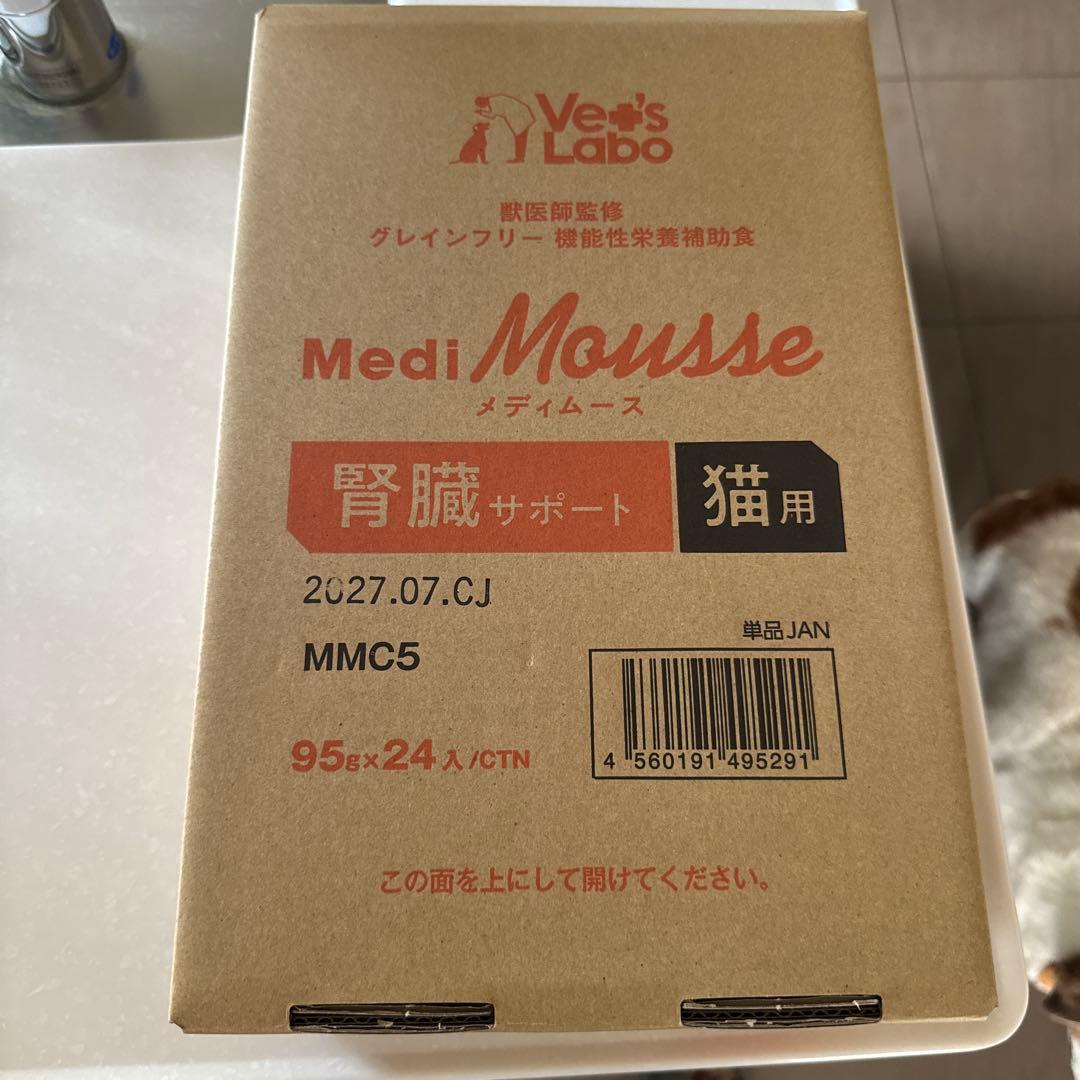 Vet's
Labo
獣医師監修
グレインフリー 機能性栄養補助食
Medi Mousse
メディムース
腎臓サポート 猫用
2027.07.CJ
単品JAN
MMC5
4 560191 495291
95g×24入/CTN
この面を上にして開けてください。